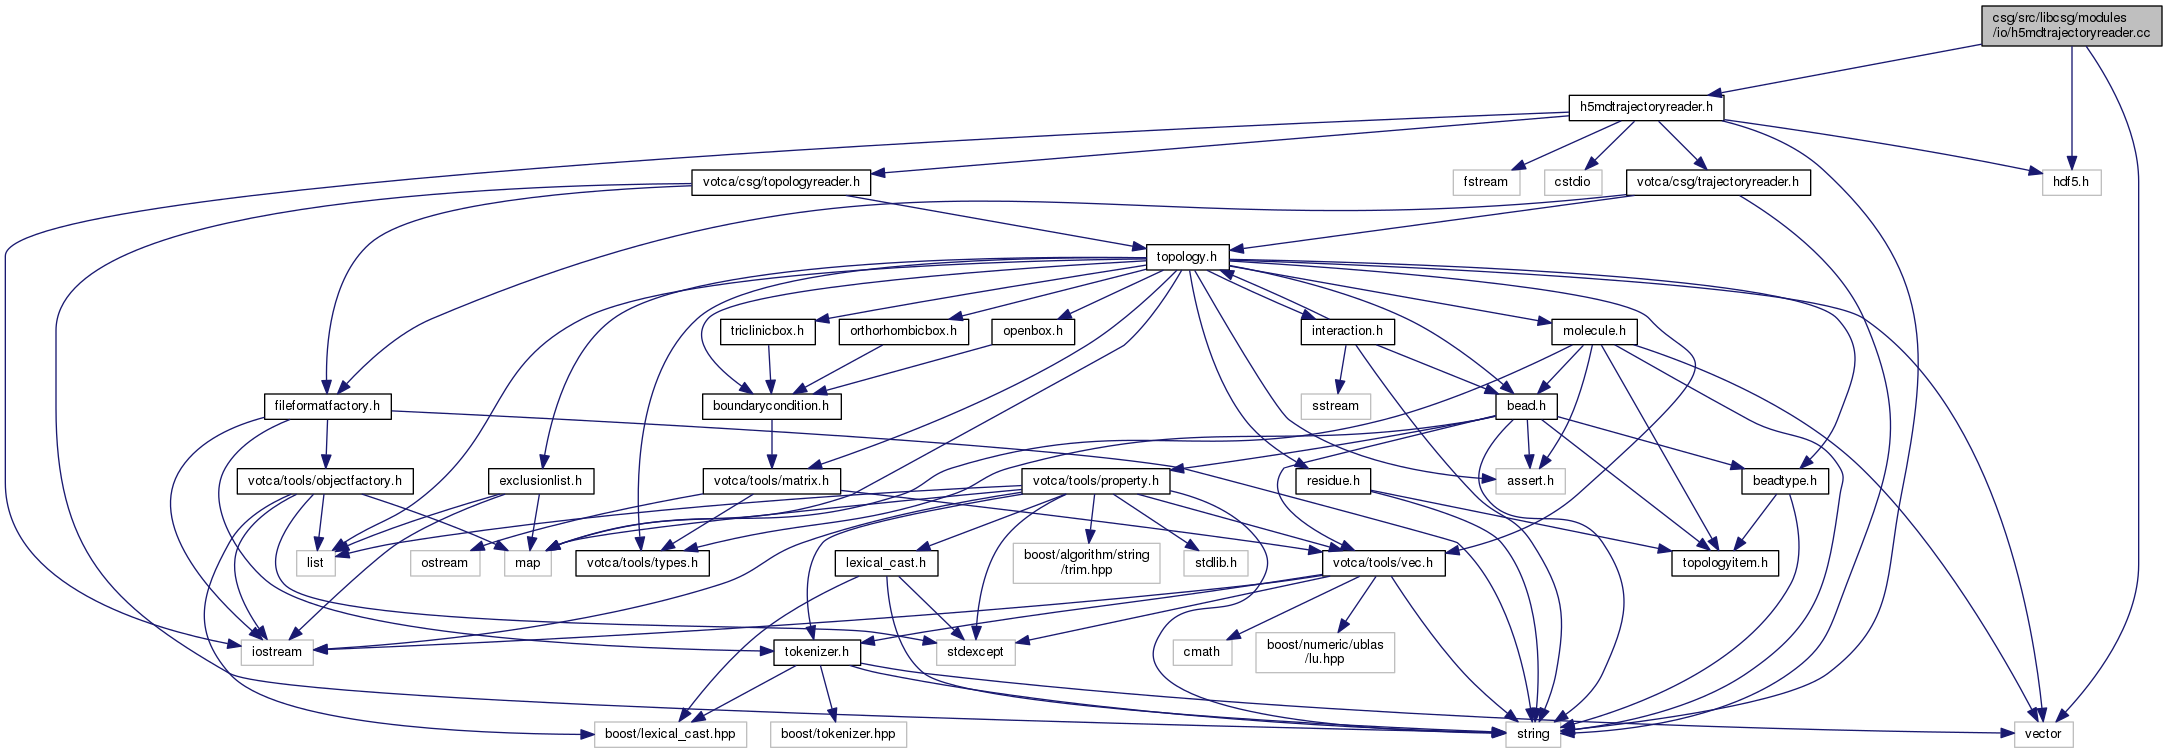 csg/src/libcsg/modules
/io/h5mdtrajectoryreader.cc
h5mdtrajectoryreader.h
votca/csg/topologyreader.h
fstream
cstdio
votca/csg/trajectoryreader.h
hdf5.h
topology.h
triclinicbox.h
orthorhombicbox.h
openbox.h
interaction.h
molecule.h
fileformatfactory.h
boundarycondition.h
sstream
bead.h
votca/tools/objectfactory.h
exclusionlist.h
votca/tools/matrix.h
votca/tools/property.h
residue.h
assert.h
beadtype.h
list
ostream
map
votca/tools/types.h
lexical_cast.h
boost/algorithm/string
/trim.hpp
stdlib.h
votca/tools/vec.h
topologyitem.h
iostream
tokenizer.h
stdexcept
cmath
boost/numeric/ublas
/lu.hpp
boost/lexical_cast.hpp
boost/tokenizer.hpp
string
vector